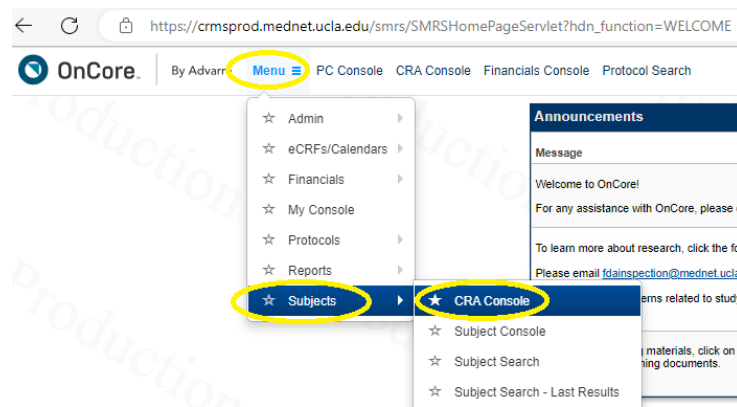 https://crmsprod.mednet.ucla.edu/smrs/SMRSHomePageServlet?hdn_function=WELCOME
OnCore By Advarr Menu PC Console CRA Console Financials Console Protocol Search
Admin
eCRFs/Calendars
Financials
My Console
Protocols
Reports
Subjects
CRA Console
Subject Console
Subject Search
Subject Search - Last Results
Announcements
Message
Welcome to OnCore!
For any assistance with OnCore, please
To learn more about research, click the
Please email fdainspection@mednet.ucla
erns related to study
materials, click on
ning documents.
Production
Production
Production
Production